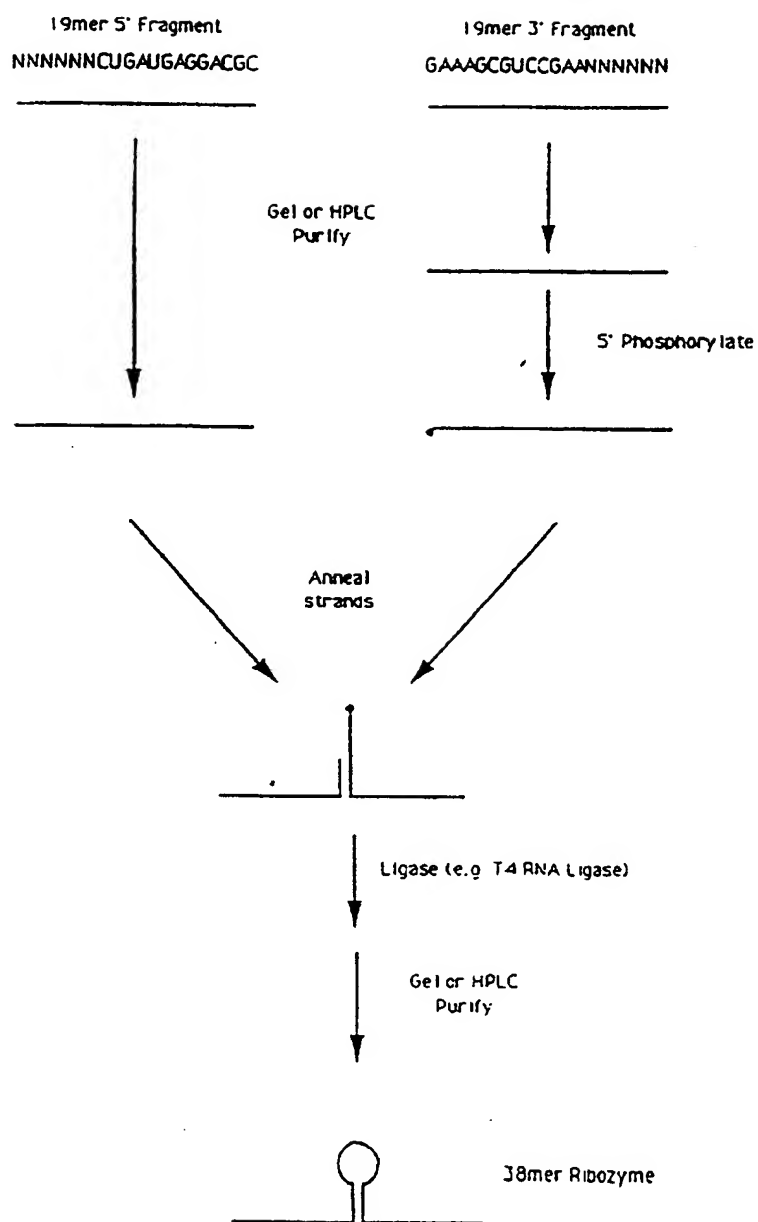 19mer 5' Fragment
NNNNNNCUGAUGAGGACGC
19mer 3' Fragment
GAAAGCGUCCGAANNNNNN
Gel or HPLC
Purify
5' Phosphorylate
Anneal
strands
Ligase (e.g. T4 RNA Ligase)
Gel or HPLC
Purify
38mer Ribozyme